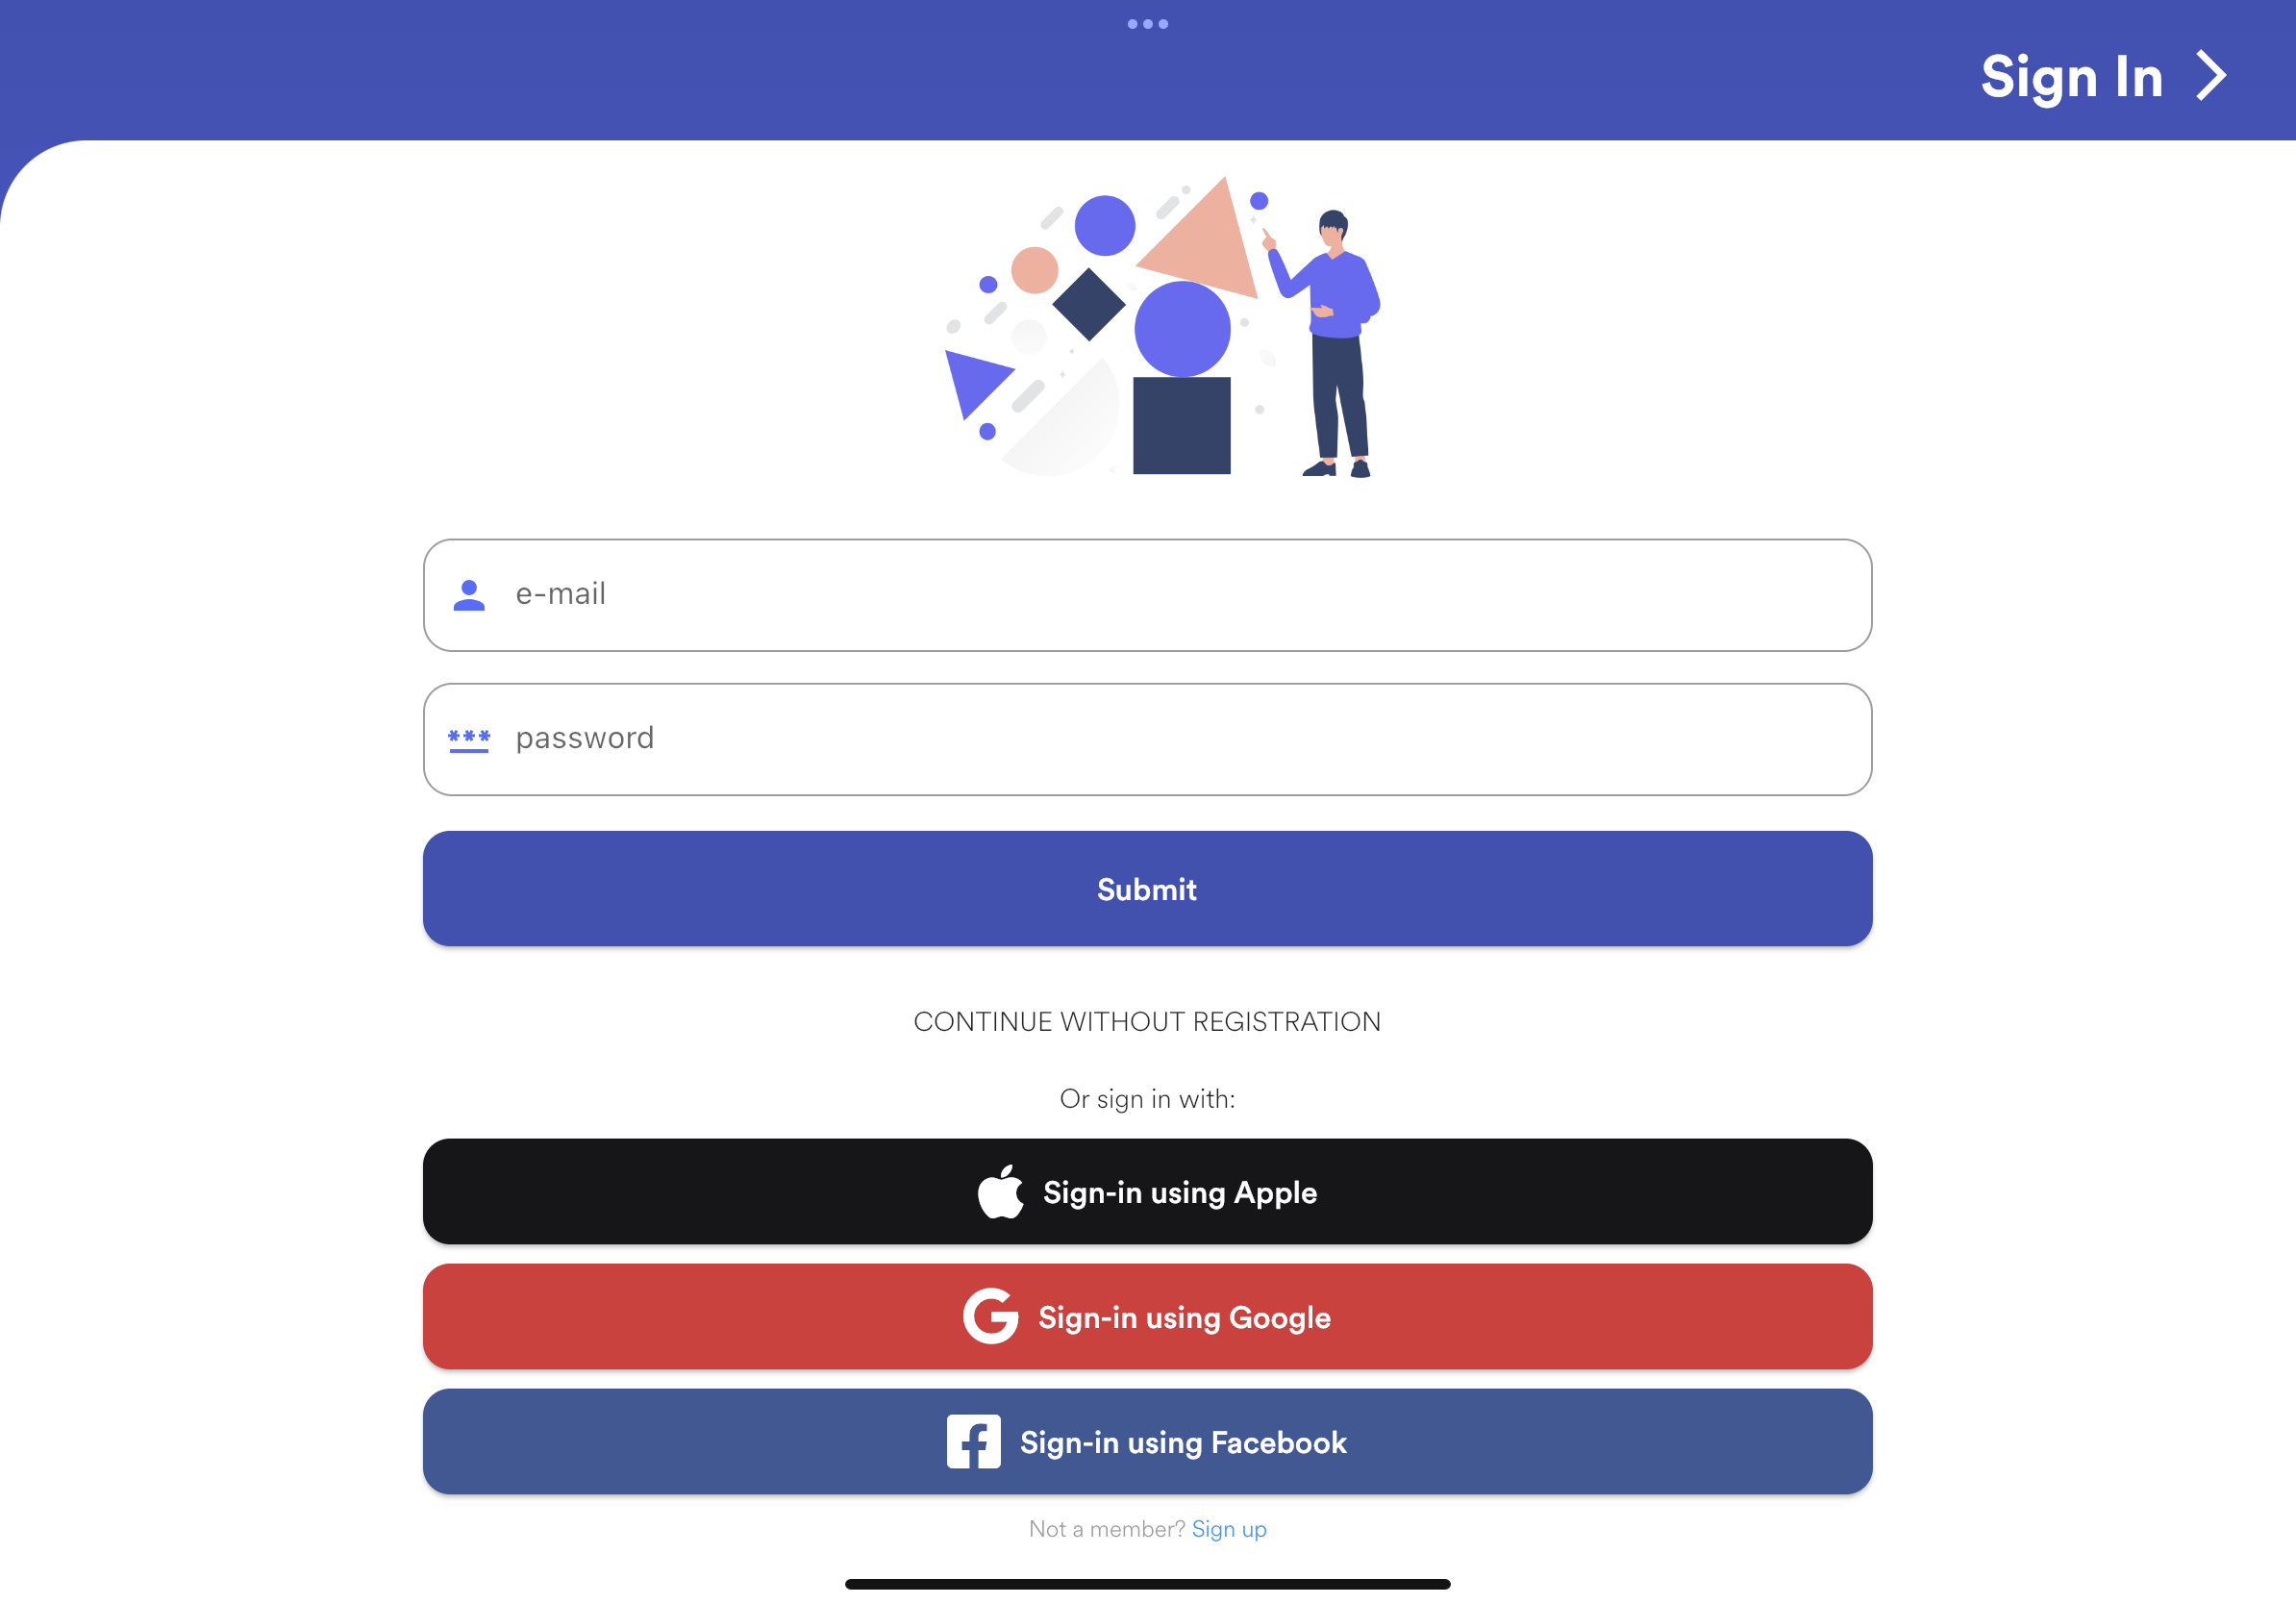 Sign In
e-mail
*** password
Submit
CONTINUE WITHOUT REGISTRATION
Or sign in with:
Sign-in using Apple
Sign-in using Google
Sign-in using Facebook
Not a member? Sign up